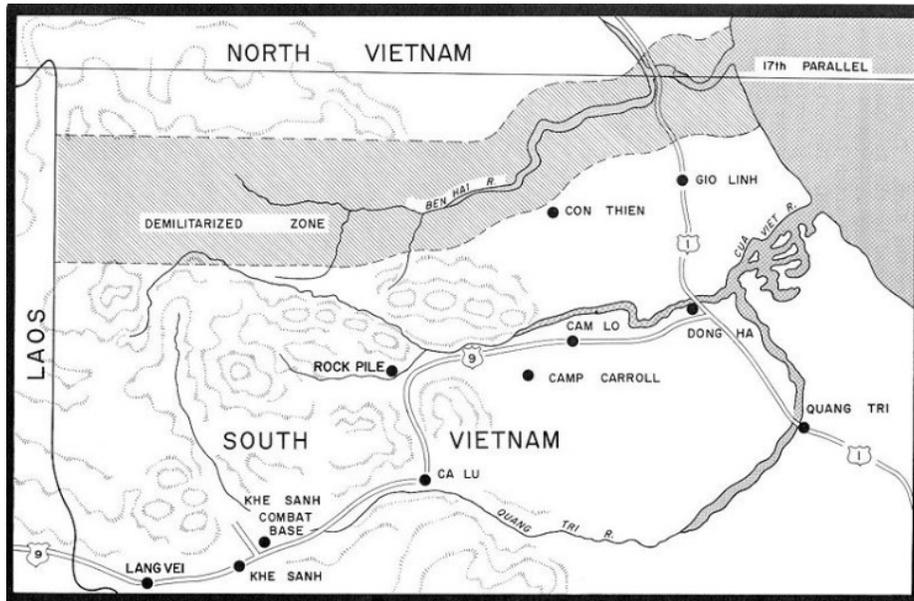 NORTH VIETNAM
17th PARALLEL
BEN HAI R.
GIO LINH
CON THIEN
DEMILITARIZED ZONE
CUA VIET R.
1
LAOS
CAM LO
DONG HA
9
ROCK PILE
CAMP CARROLL
QUANG TRI
SOUTH VIETNAM
1
CA LU
KHE SANH
COMBAT
BASE
QUANG TRI R.
9
LANG VEI
KHE SANH